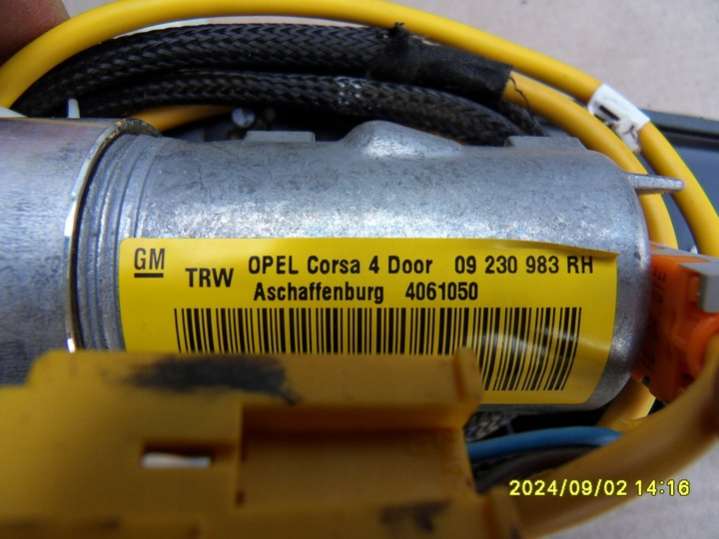 GM
TRW OPEL Corsa 4 Door 09 230 983 RH
Aschaffenburg 4061050
2024/09/02 14:16